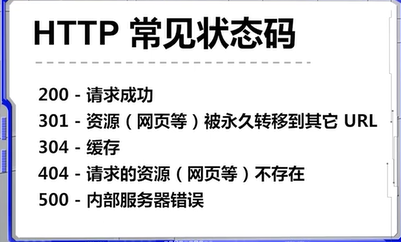 HTTP 常见状态码
200 - 请求成功
301 - 资源（网页等）被永久转移到其它 URL
304 - 缓存
404 - 请求的资源（网页等）不存在
500 - 内部服务器错误